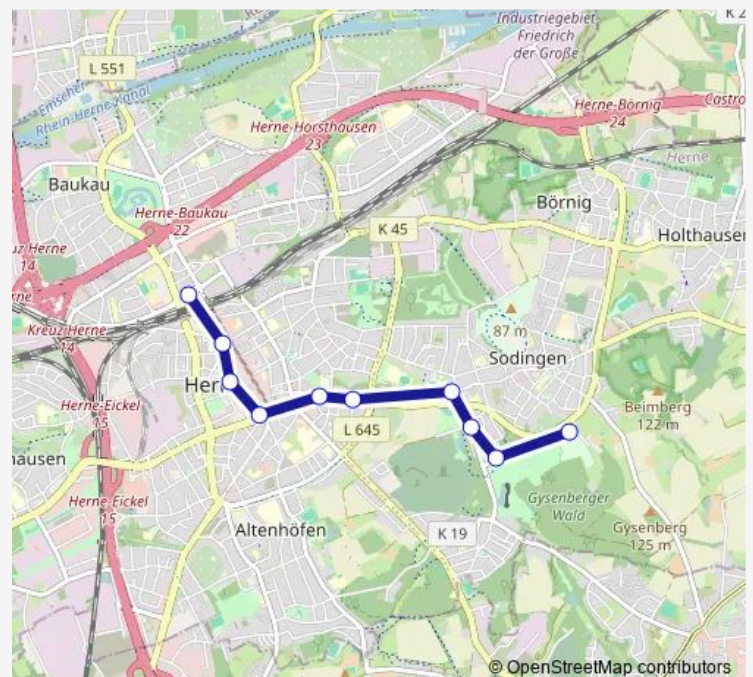 Industriegebiet
Friedrich
der Große
K 2
L 551
Emscher
Rhein-Herne Kanal
Herne-Horsthausen
23
Herne-Börnig
24
Castro
Herne
Baukau
Herne-Baukau
22
Börnig
K 45
Holthausen
uz Herne
14
rne
Kreuz Herne
14
87 m
Sodingen
Her
Herne-Eickel
15
L 645
Beimberg
122 m
hausen
Herne-Eickel
15
Gysenberger
Wald
Gysenberg
125 m
Altenhöfen
K 19
© OpenStreetMap contributors